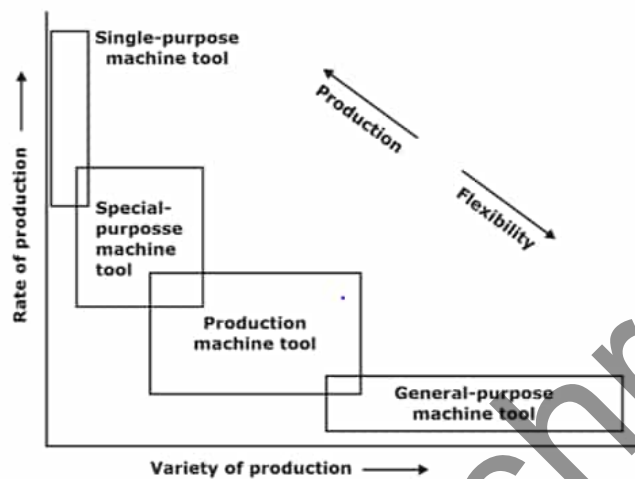 Single-purpose
machine tool
Production
Flexibility
Special-
purposse
machine
tool
Production
machine tool
General-purpose
machine tool
Rate of production
Variety of production